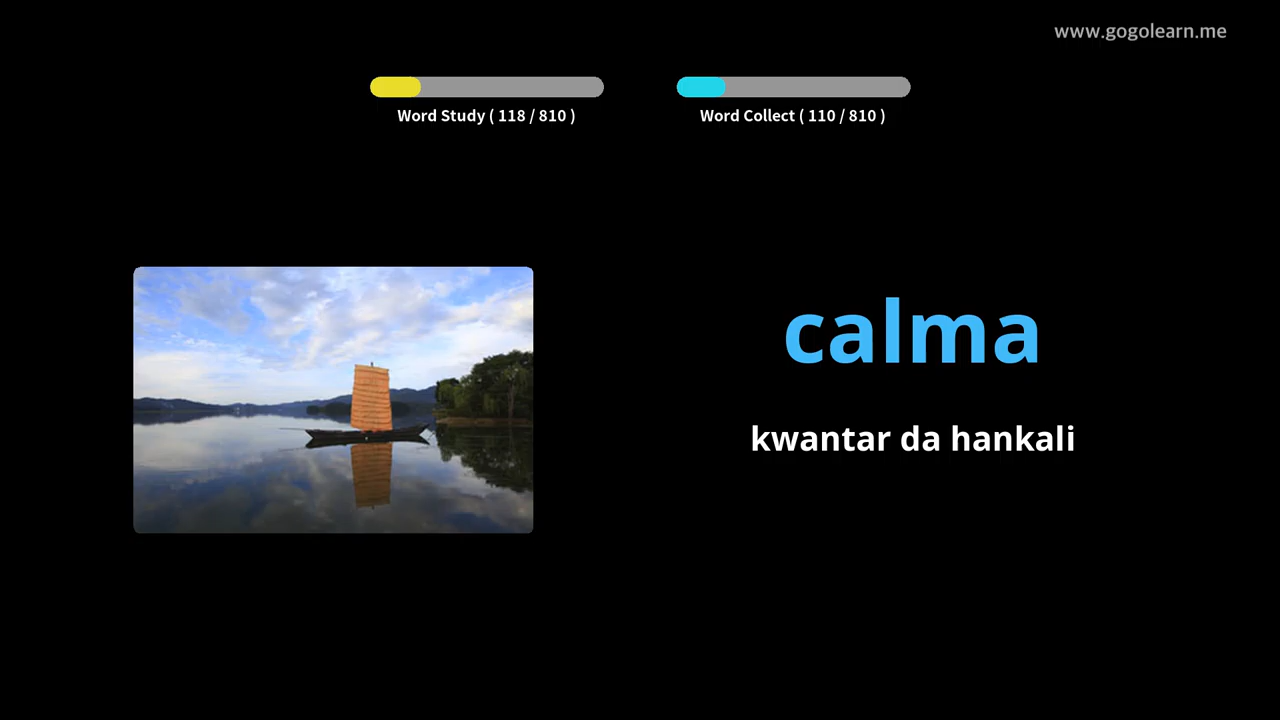 www.gogolearn.me
Word Study ( 118 / 810 )
Word Collect ( 110 / 810 )
calma
kwantar da hankali